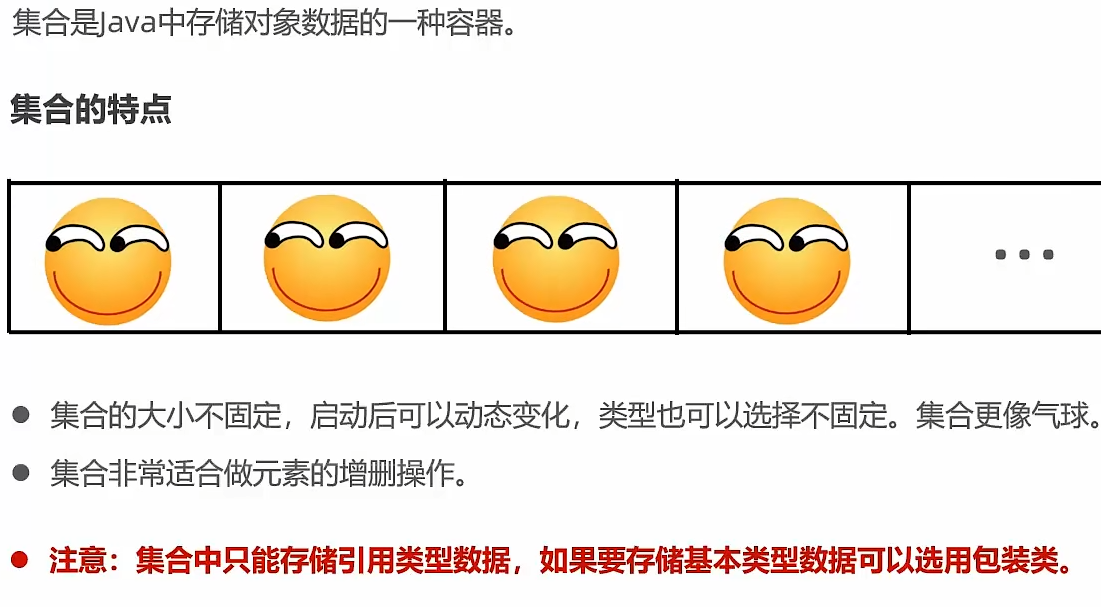 集合是Java中存储对象数据的一种容器。
集合的特点
集合的大小不固定，启动后可以动态变化，类型也可以选择不固定。集合更像气球。
集合非常适合做元素的增删操作。
注意：集合中只能存储引用类型数据，如果要存储基本类型数据可以选用包装类。